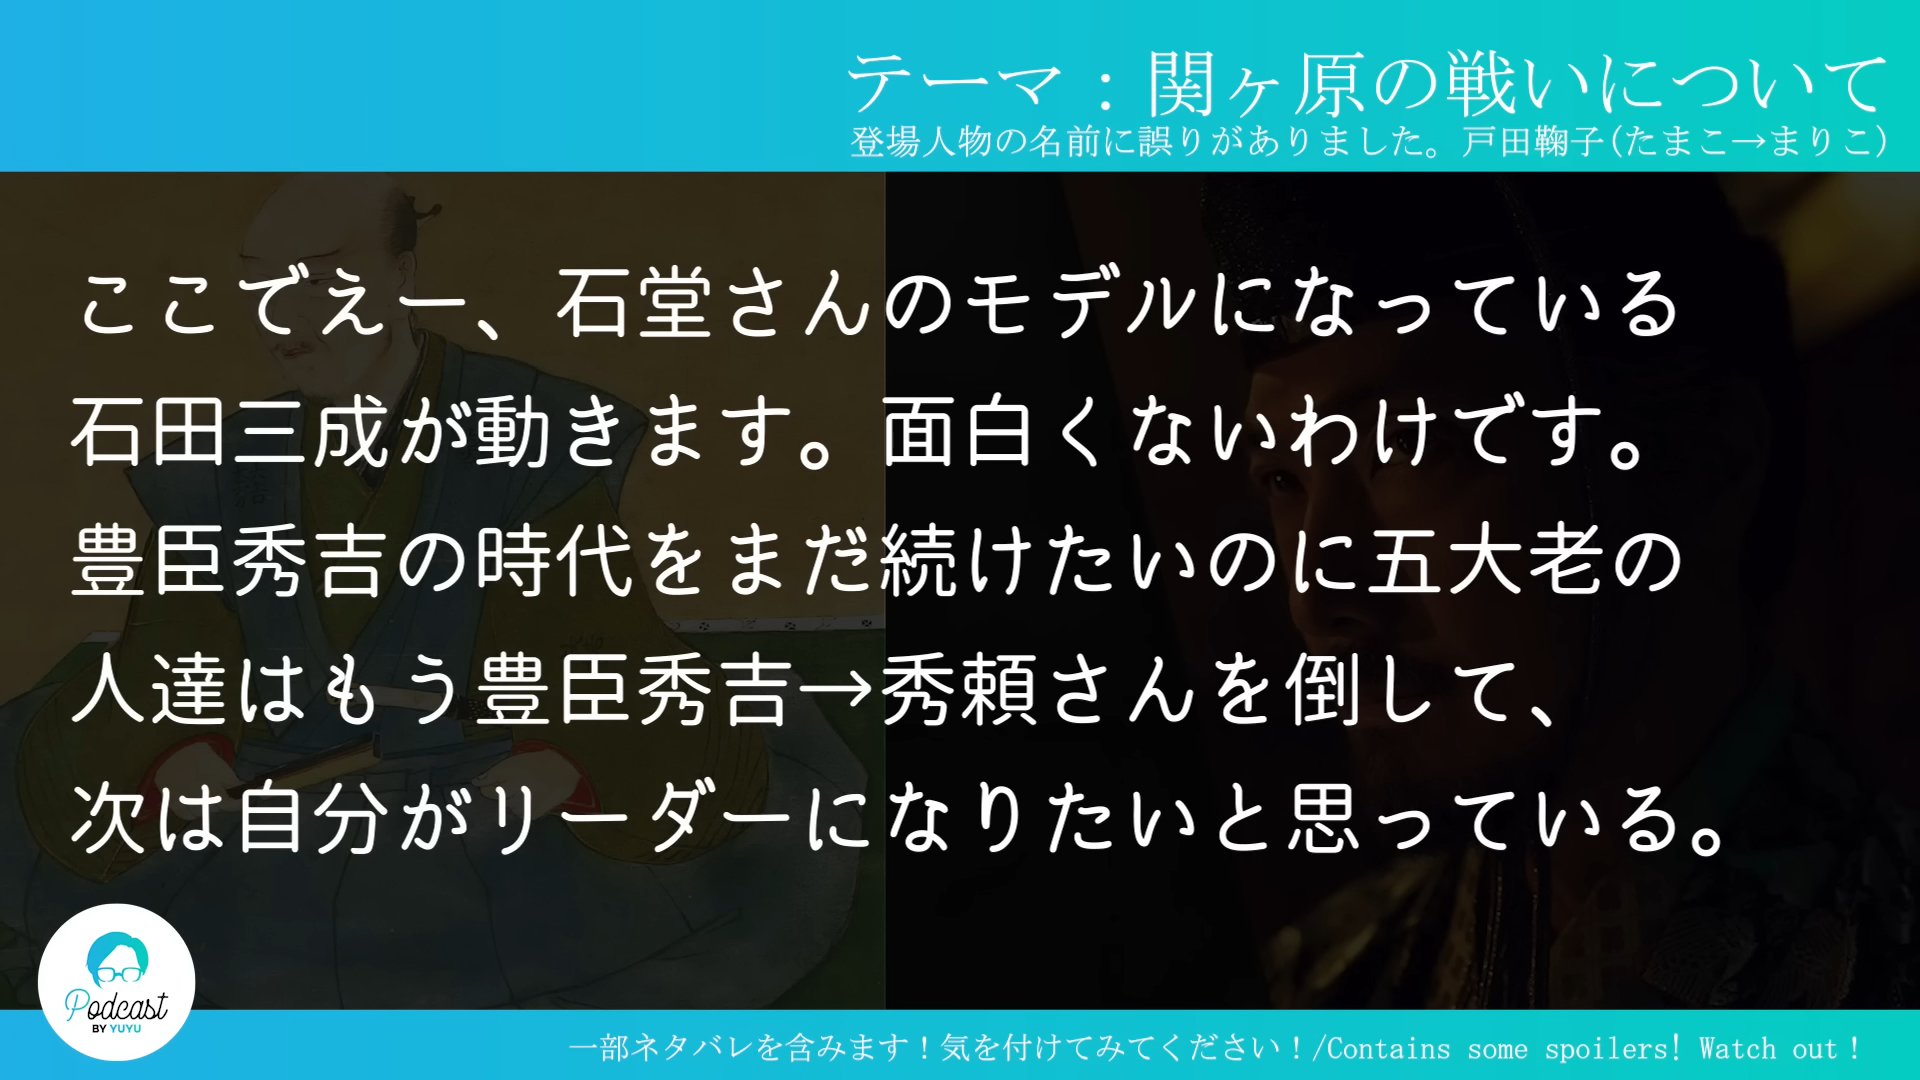 テーマ：関ヶ原の戦いについて
登場人物の名前に誤りがありました。戸田鞠子(たまこ→まりこ)
ここでえー、石堂さんのモデルになっている
石田三成が動きます。面白くないわけです。
豊臣秀吉の時代をまだ続けたいのに五大老の
人達はもう豊臣秀吉→秀頼さんを倒して、
次は自分がリーダーになりたいと思っている。
Podcast
BY YUYU
一部ネタバレを含みます！気を付けてみてください！/Contains some spoilers! Watch out！